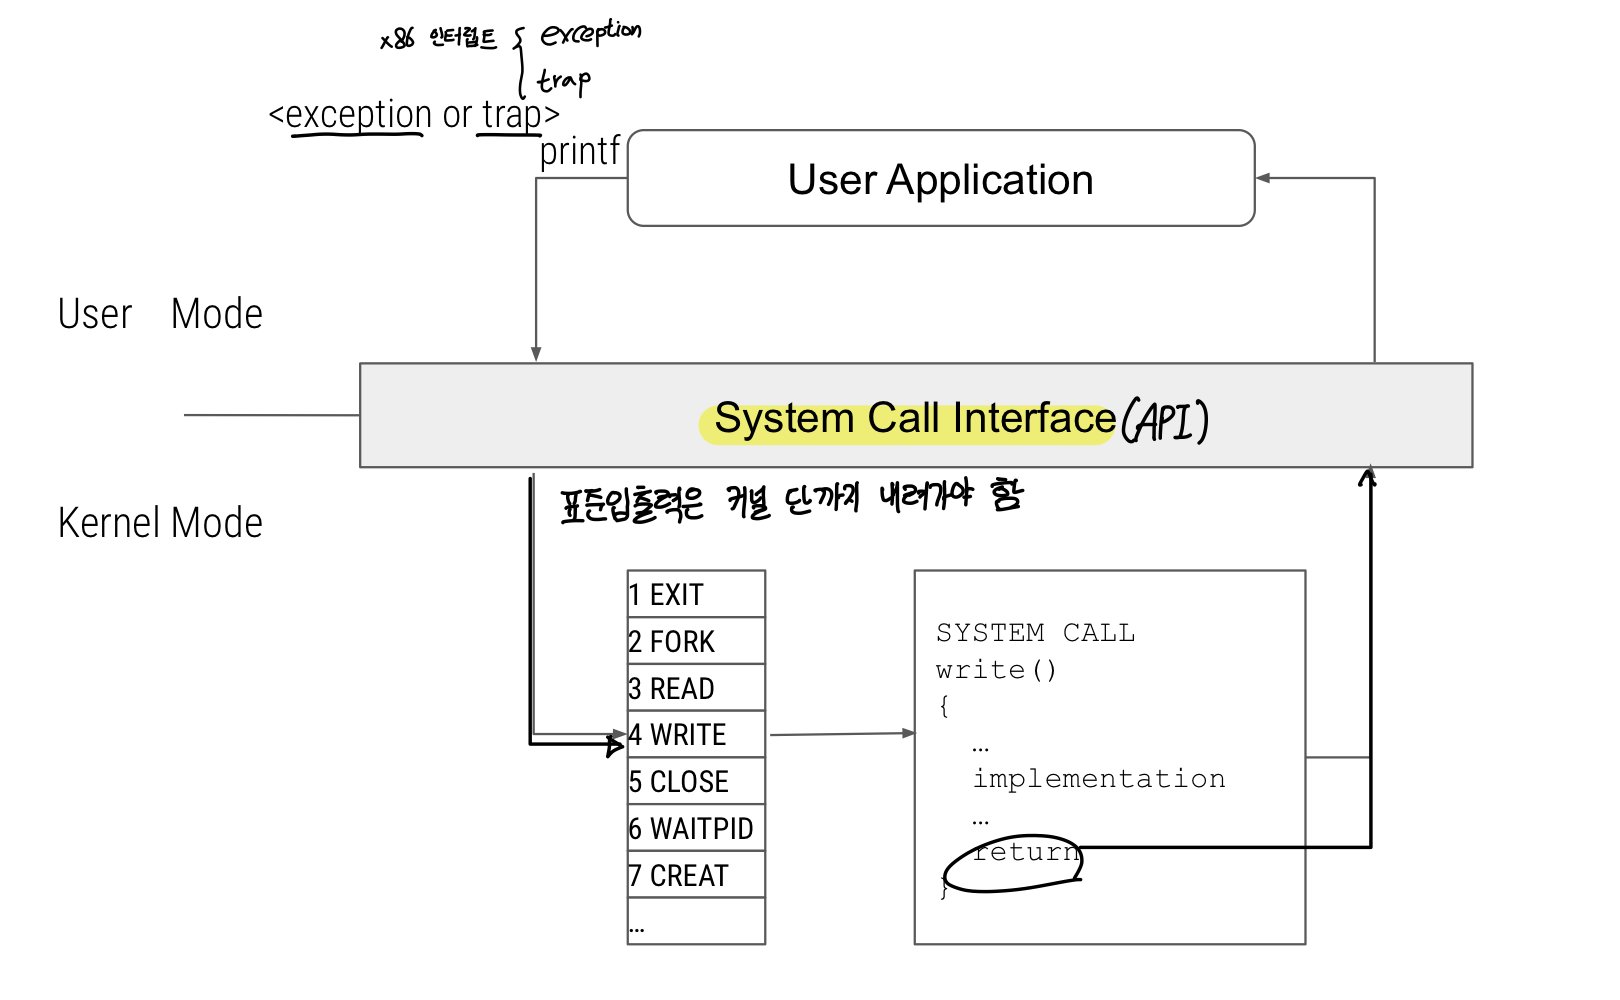 x86 인터럽트 { exception
trap
<exception or trap>
printf
User Application
User Mode
System Call Interface (API)
Kernel Mode
표준입출력은 커널 단까지 내려가야 함
1 EXIT
2 FORK
3 READ
4 WRITE
5 CLOSE
6 WAITPID
7 CREAT
...
SYSTEM CALL
write()
{
...
implementation
...
return
}